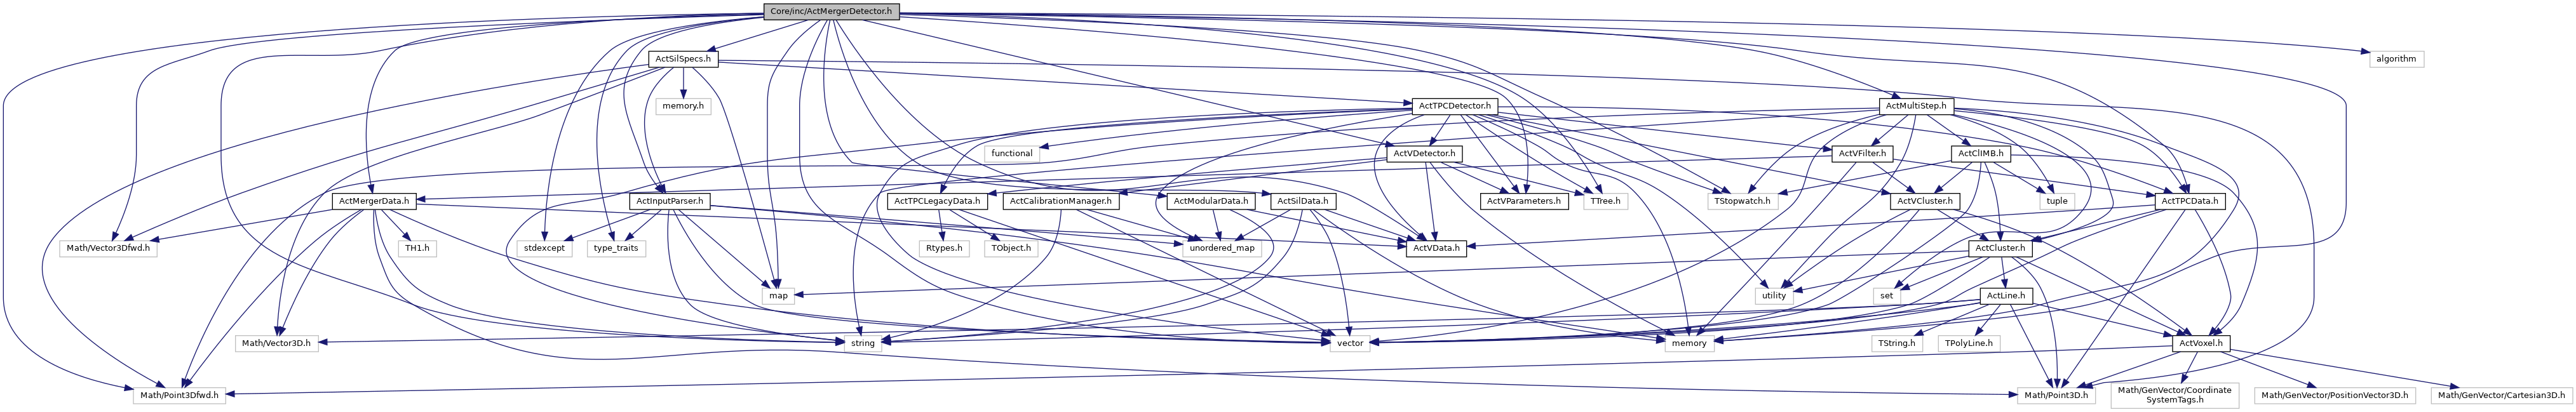 Core/inc/ActMergerDetector.h
ActSilSpecs.h
algorithm
memory.h
ActTPCDetector.h
ActMultiStep.h
functional
ActVDetector.h
ActVFilter.h
ActClIMB.h
ActMergerData.h
ActInputParser.h
ActTPCLegacyData.h
ActCalibrationManager.h
ActModularData.h
ActSilData.h
ActVParameters.h
TTree.h
TStopwatch.h
ActVCluster.h
tuple
ActTPCData.h
Math/Vector3Dfwd.h
TH1.h
stdexcept
type_traits
Rtypes.h
TObject.h
unordered_map
ActVData.h
ActCluster.h
map
utility
set
ActLine.h
Math/Vector3D.h
string
vector
memory
TString.h
TPolyLine.h
ActVoxel.h
Math/Point3Dfwd.h
Math/Point3D.h
Math/GenVector/Coordinate
SystemTags.h
Math/GenVector/PositionVector3D.h
Math/GenVector/Cartesian3D.h